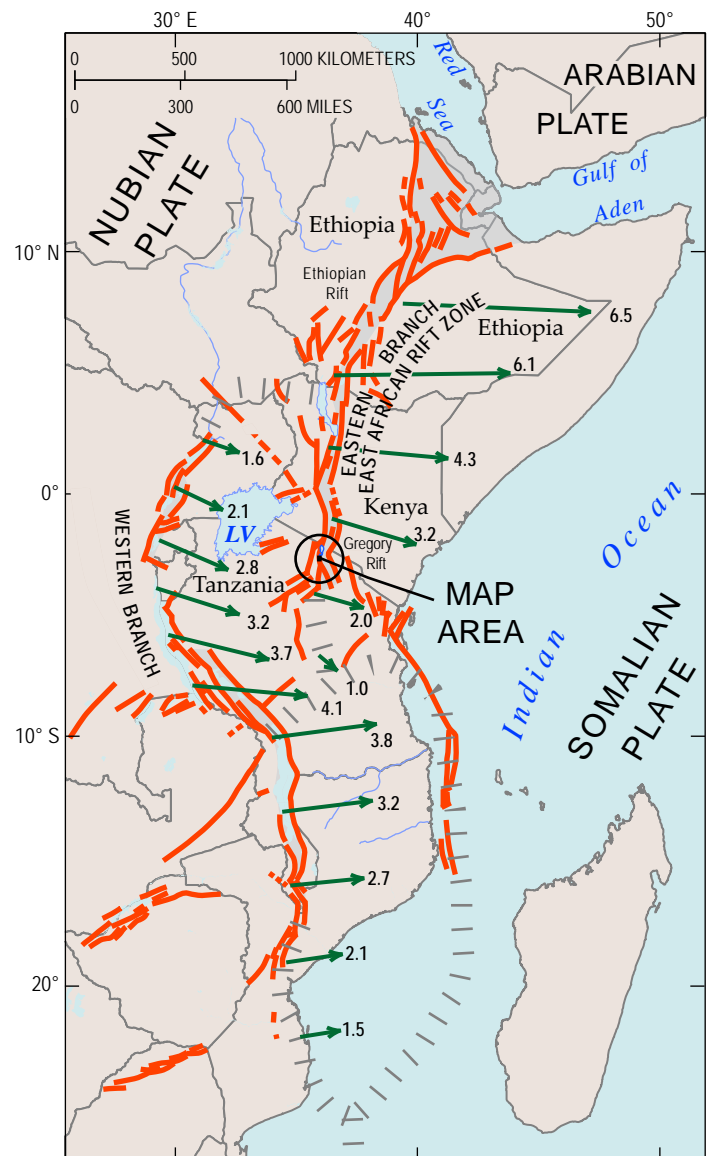 30° E
40°
50°
0
500
1000 KILOMETERS
0
300
600 MILES
Red
Sea
ARABIAN
PLATE
NUBIAN
PLATE
Gulf of
Aden
Ethiopia
10° N
Ethiopian
Rift
EASTERN BRANCH
EAST AFRICAN RIFT ZONE
6.5
Ethiopia
6.1
1.6
4.3
0°
2.1
LV
Kenya
3.2
WESTERN BRANCH
Gregory
Rift
2.8
Tanzania
MAP
AREA
3.2
2.0
3.7
1.0
4.1
Indian
Ocean
SOMALIAN
PLATE
10° S
3.8
3.2
2.7
2.1
20°
1.5